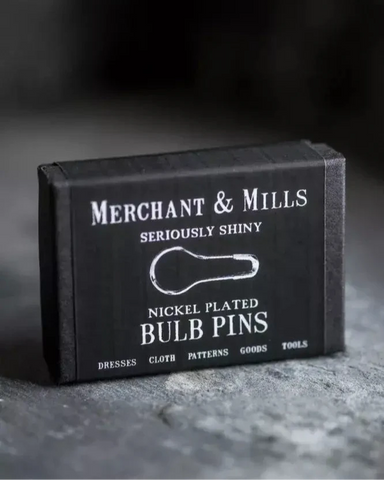 MERCHANT & MILLS
SERIOUSLY SHINY
NICKEL PLATED
BULB PINS
DRESSES CLOTH PATTERNS GOODS TOOLS